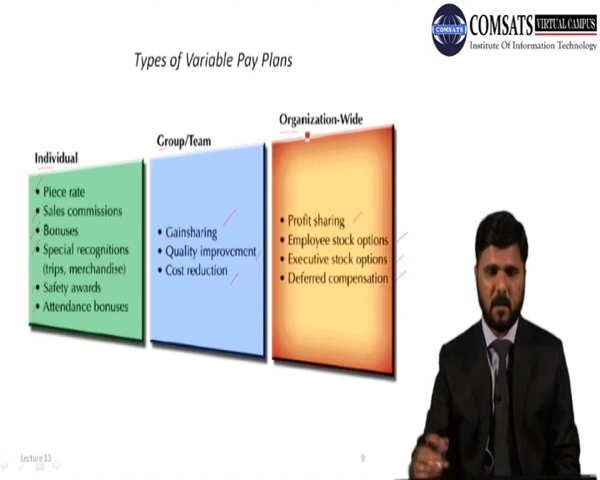 COMSATS VIRTUAL CAMPUS
Institute Of Information Technology
COMSATS
Types of Variable Pay Plans
Individual
• Piece rate
• Sales commissions
• Bonuses
• Special recognitions
(trips, merchandise)
• Safety awards
• Attendance bonuses
Group/Team
• Gainsharing
• Quality improvement
• Cost reduction
Organization-Wide
• Profit sharing
• Employee stock options
• Executive stock options
• Deferred compensation
Lecture 13
9